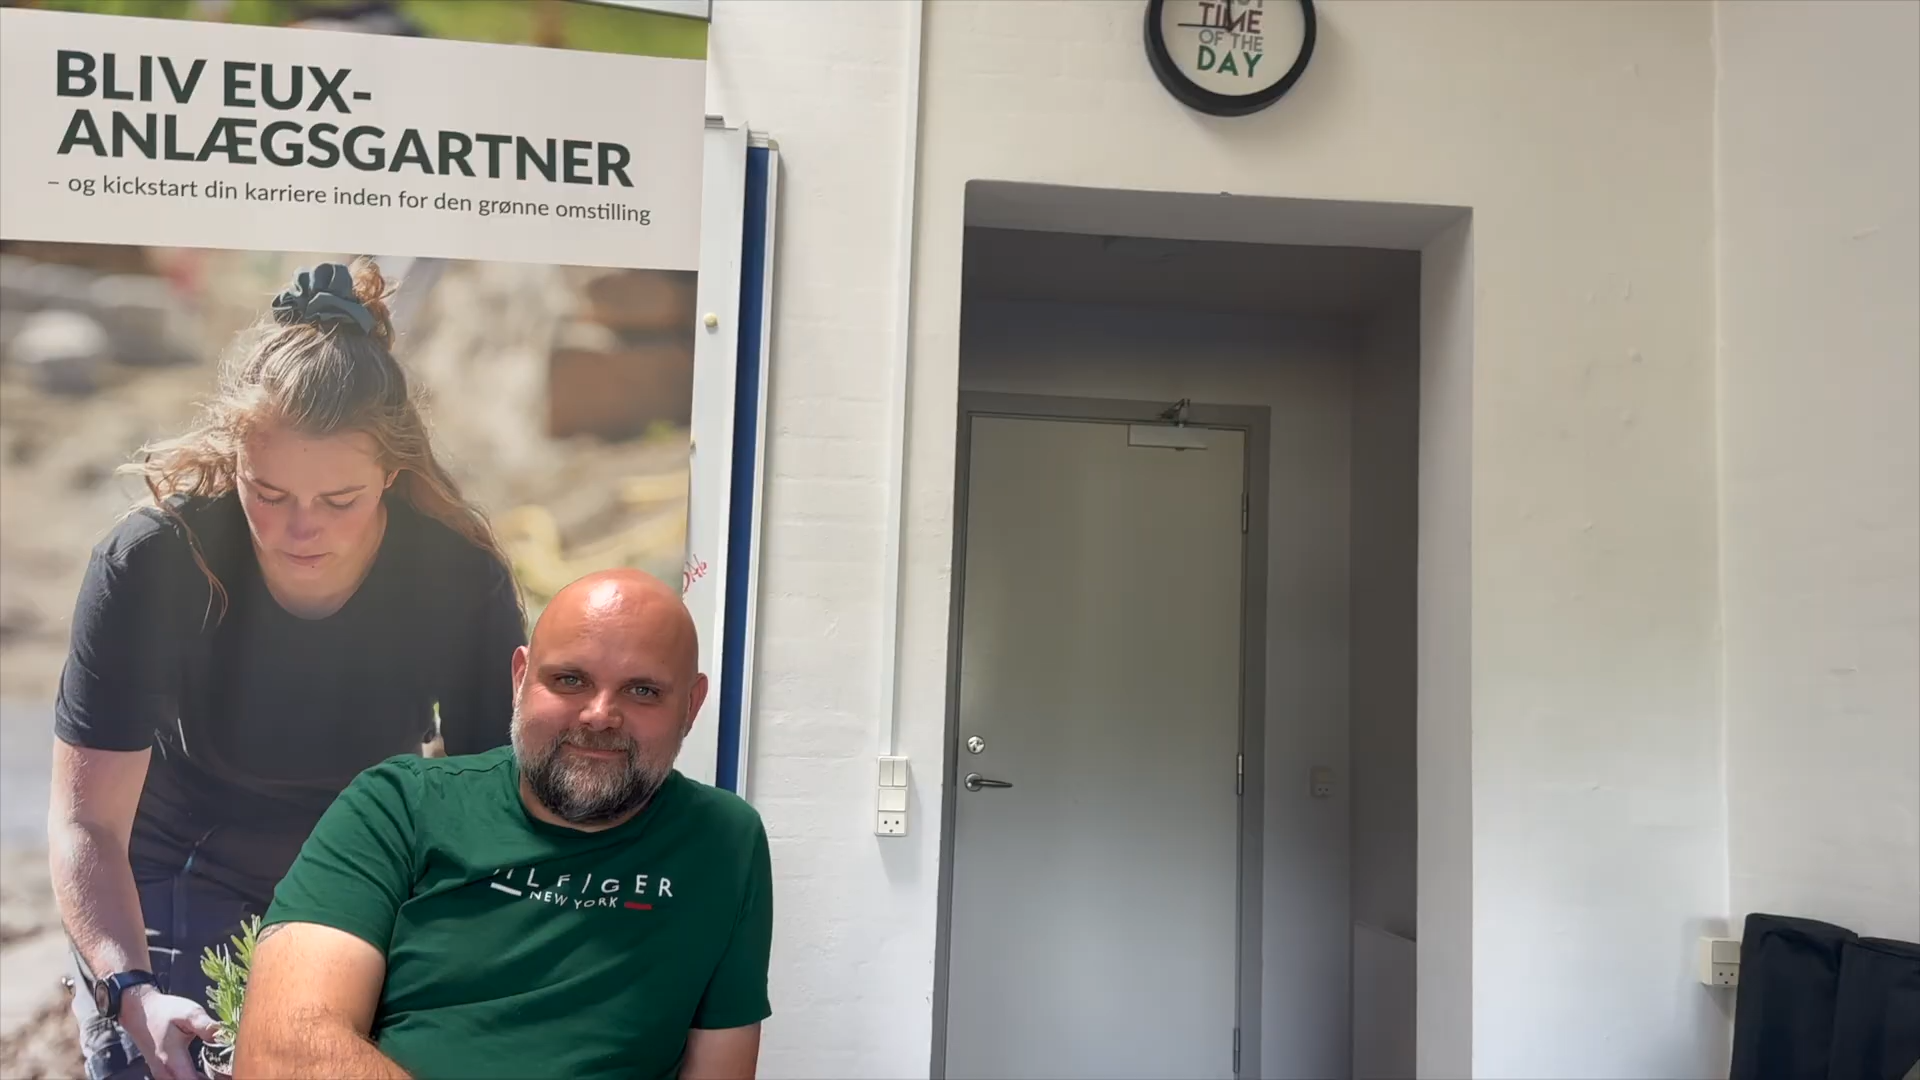 BLIV EUX-
ANLÆGSGARTNER
– og kickstart din karriere inden for den grønne omstilling
TIME
OF THE
DAY
ILFIGER
NEW YORK